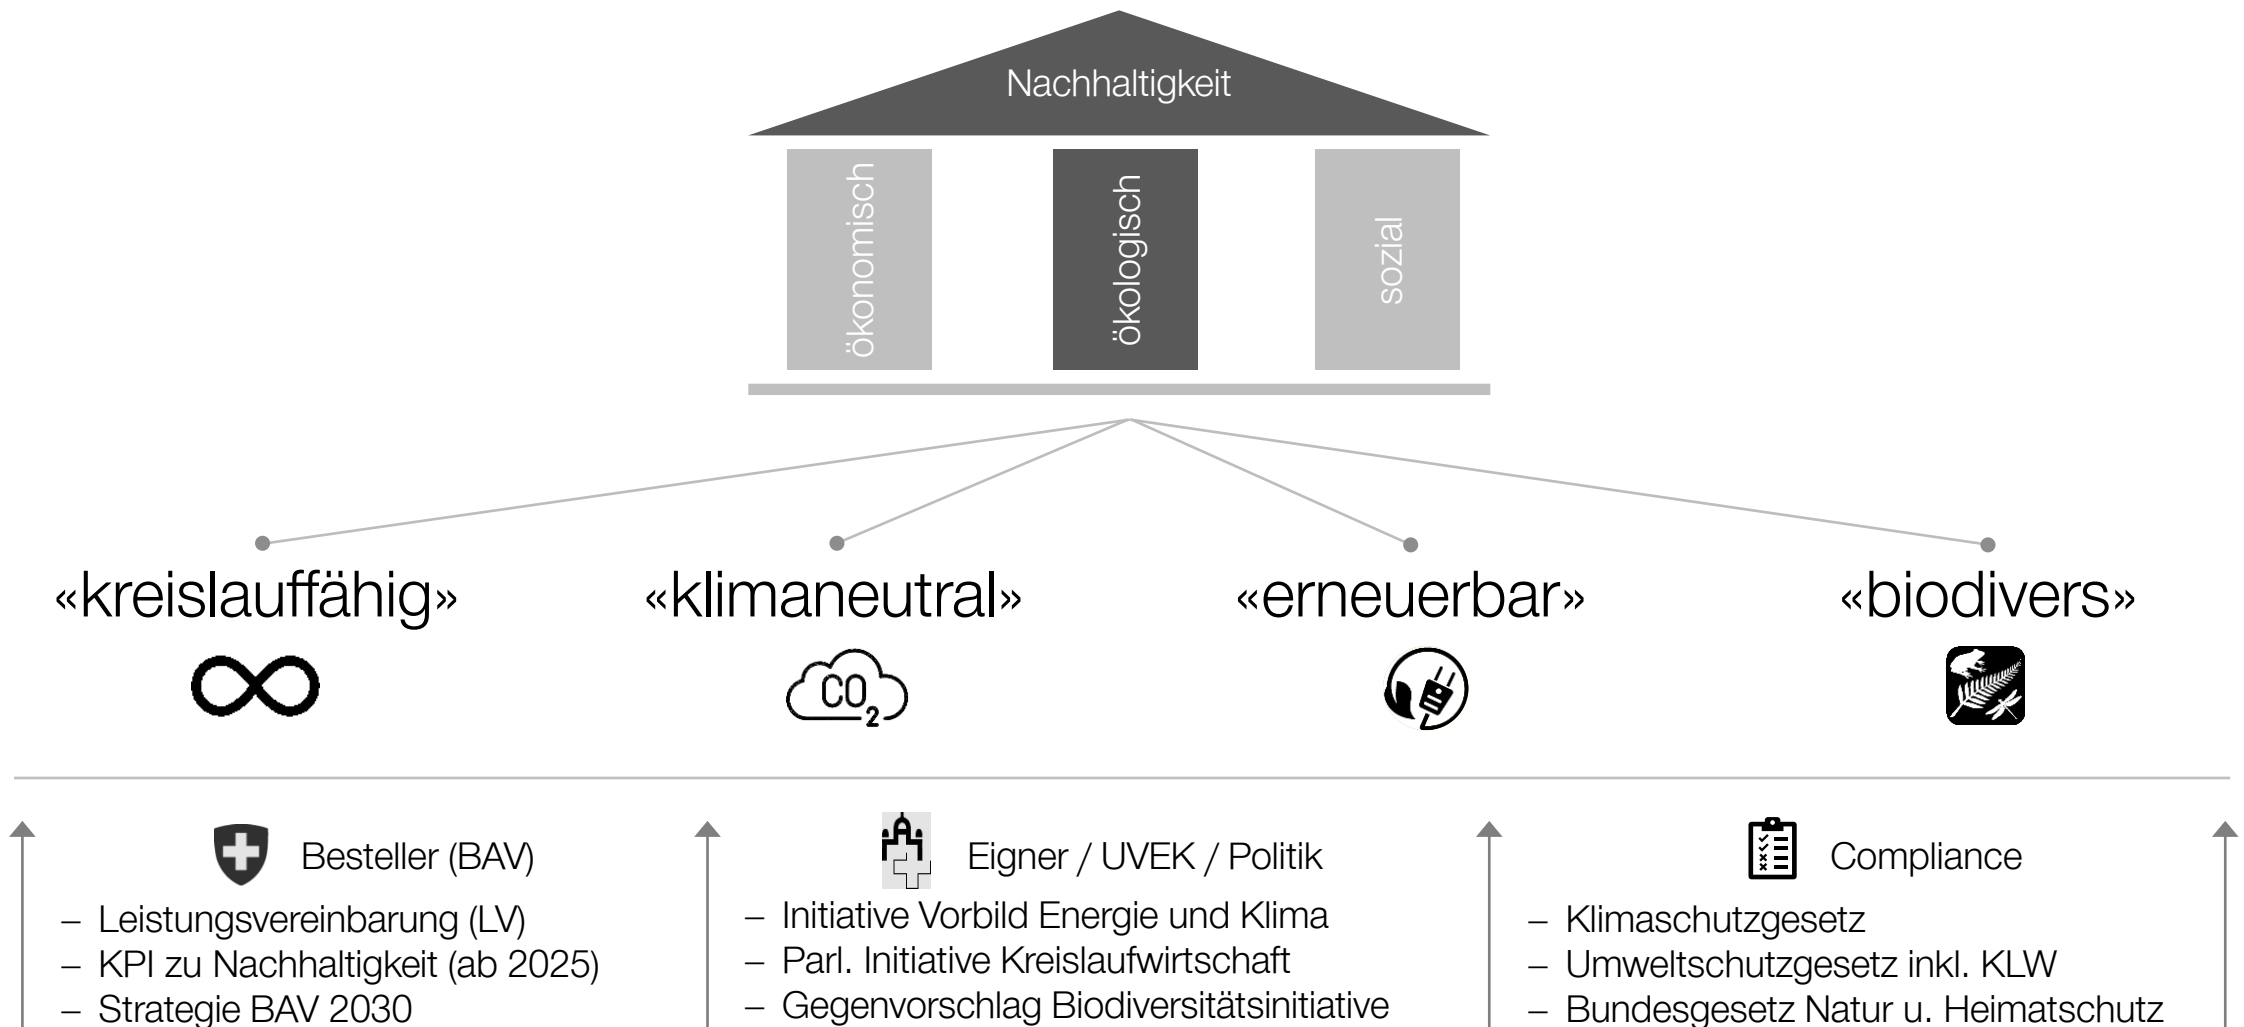 Nachhaltigkeit
ökonomisch
ökologisch
sozial
«kreislauffähig»
«klimaneutral»
«erneuerbar»
«biodivers»
CO2
Besteller (BAV)
– Leistungsvereinbarung (LV)
– KPI zu Nachhaltigkeit (ab 2025)
– Strategie BAV 2030
Eigner / UVEK / Politik
– Initiative Vorbild Energie und Klima
– Parl. Initiative Kreislaufwirtschaft
– Gegenvorschlag Biodiversitätsinitiative
Compliance
– Klimaschutzgesetz
– Umweltschutzgesetz inkl. KLW
– Bundesgesetz Natur u. Heimatschutz